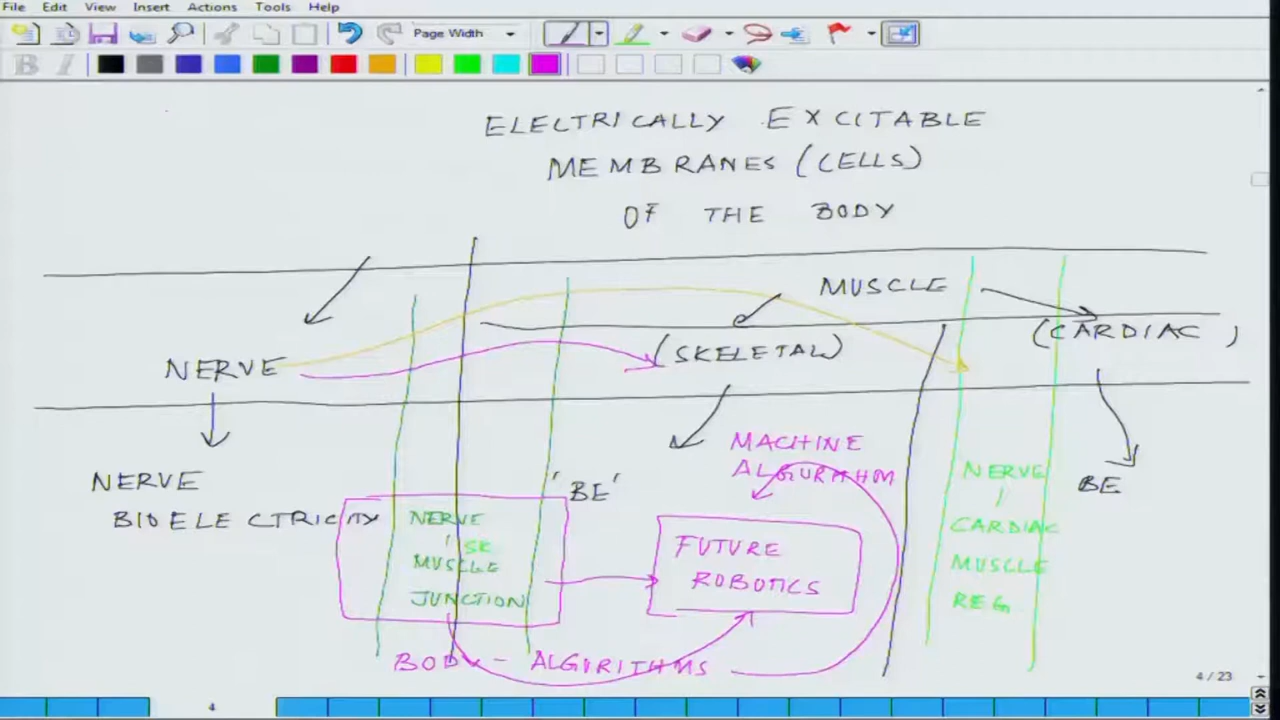 File Edit View Insert Actions Tools Help
Page Width
B I
ELECTRICALLY EXCITABLE
MEMBRANES (CELLS)
OF THE BODY
MUSCLE
(SKELETAL)
(CARDIAC)
NERVE
NERVE
BIOELECTRICITY
'BE'
MACHINE
ALGORITHM
NERVE
/
CARDIAC
MUSCLE
REG
BE
NERVE
/ SK
MUSCLE
JUNCTION
FUTURE
ROBOTICS
BODY - ALGORITHMS
4 / 23
4